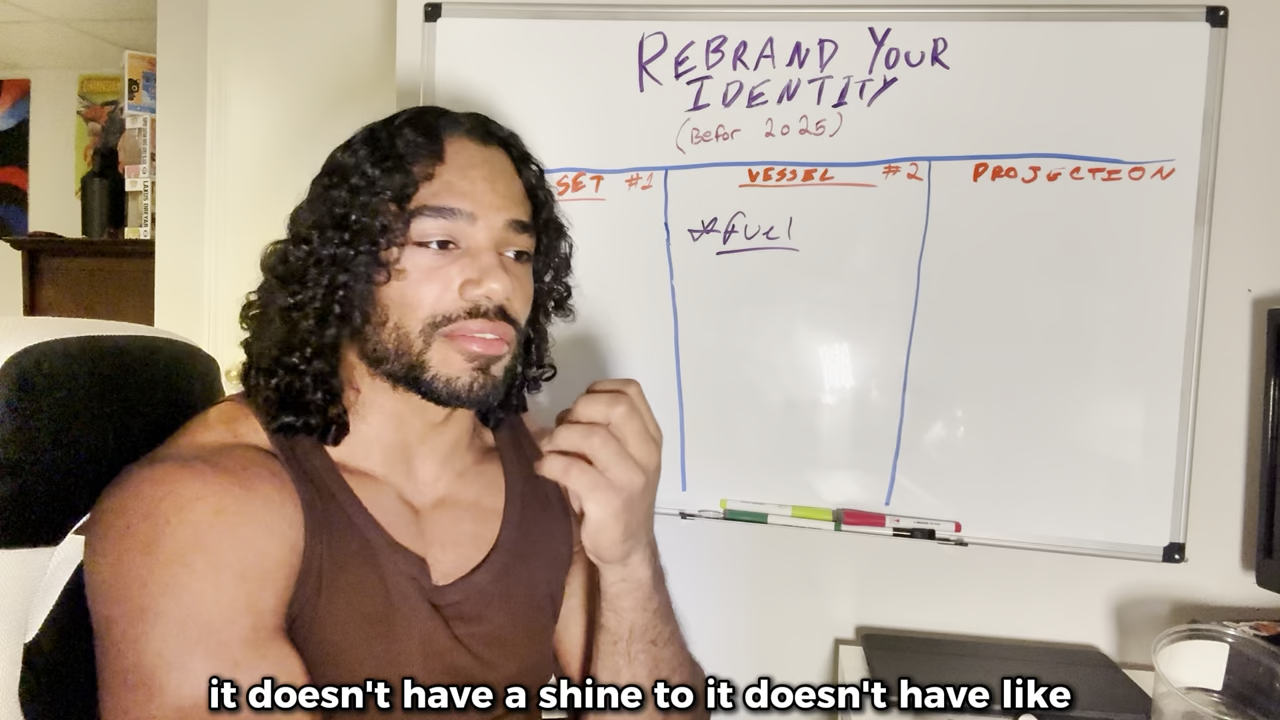 REBRAND YOUR
IDENTITY
(Befor 2025)
SET #1
VESSEL #2
PROJECTION
*Fuel
it doesn't have a shine to it doesn't have like